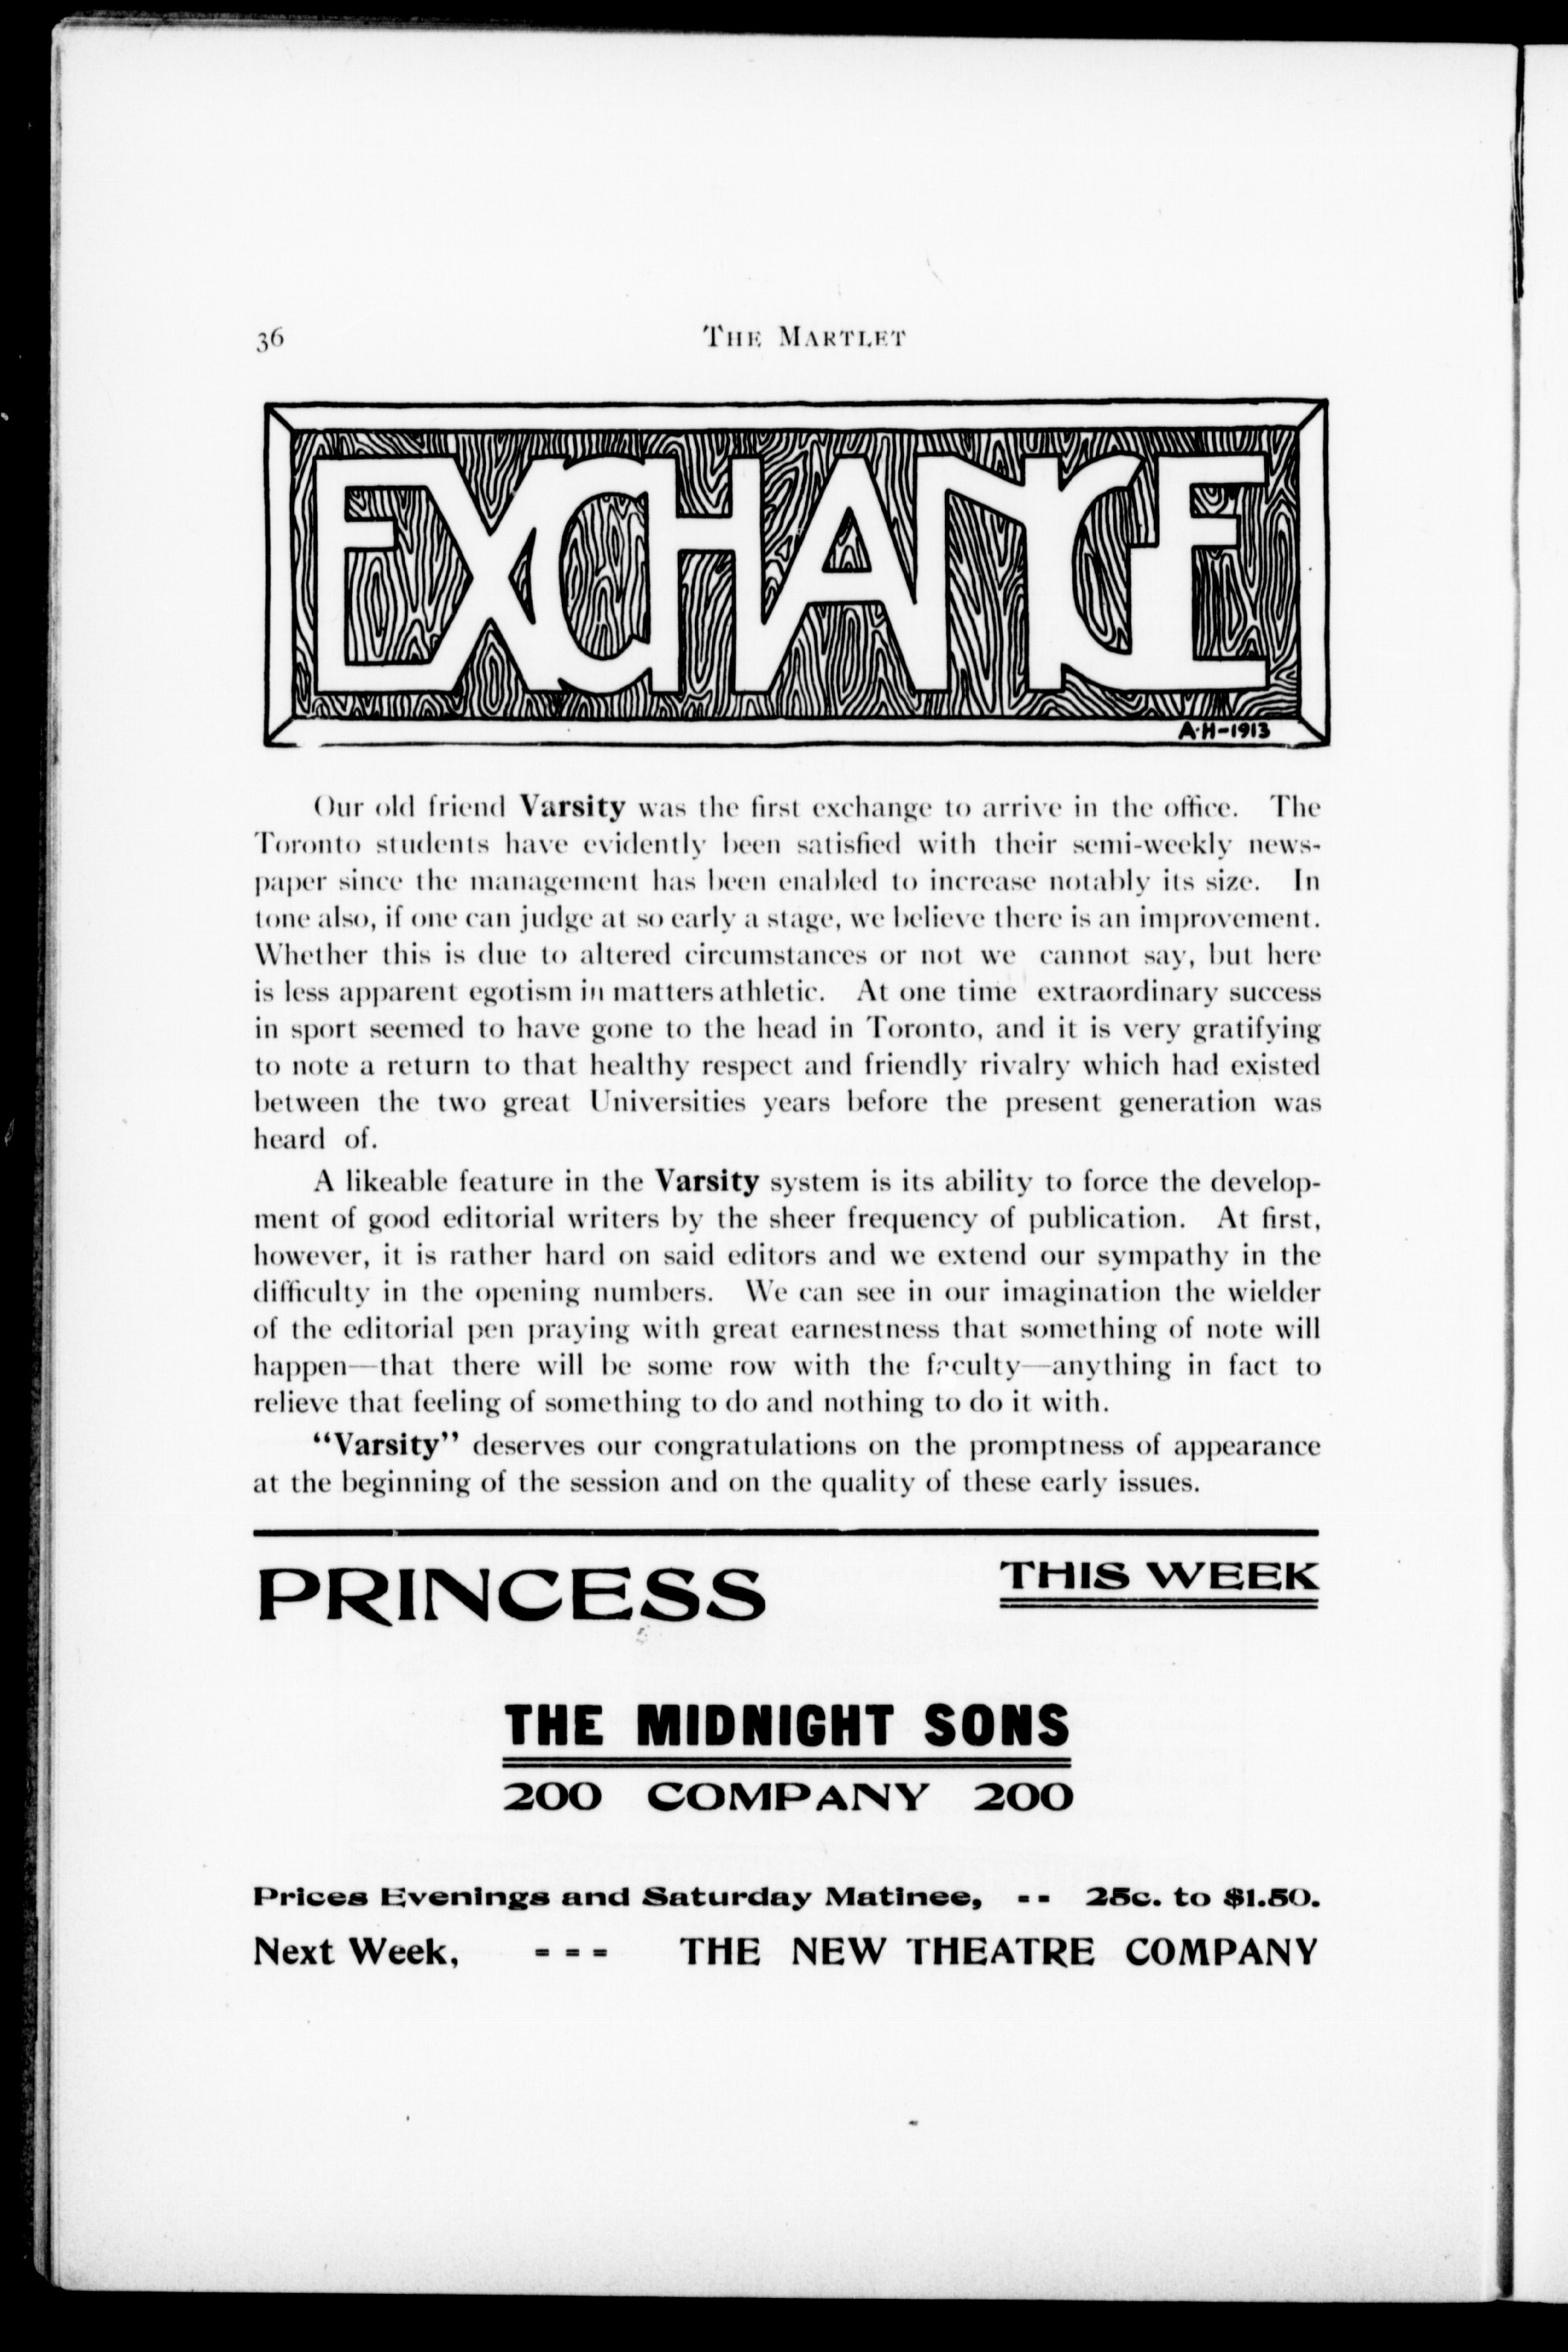 36
THE MARTLET
EXCHANGE
A·H-1913
Our old friend Varsity was the first exchange to arrive in the office. The
Toronto students have evidently been satisfied with their semi-weekly news-
paper since the management has been enabled to increase notably its size. In
tone also, if one can judge at so early a stage, we believe there is an improvement.
Whether this is due to altered circumstances or not we cannot say, but here
is less apparent egotism in matters athletic. At one time extraordinary success
in sport seemed to have gone to the head in Toronto, and it is very gratifying
to note a return to that healthy respect and friendly rivalry which had existed
between the two great Universities years before the present generation was
heard of.
A likeable feature in the Varsity system is its ability to force the develop-
ment of good editorial writers by the sheer frequency of publication. At first,
however, it is rather hard on said editors and we extend our sympathy in the
difficulty in the opening numbers. We can see in our imagination the wielder
of the editorial pen praying with great earnestness that something of note will
happen—that there will be some row with the faculty—anything in fact to
relieve that feeling of something to do and nothing to do it with.
"Varsity" deserves our congratulations on the promptness of appearance
at the beginning of the session and on the quality of these early issues.
PRINCESS THIS WEEK
THE MIDNIGHT SONS
200 COMPANY 200
Prices Evenings and Saturday Matinee, -- 25c. to $1.50.
Next Week, - - - THE NEW THEATRE COMPANY